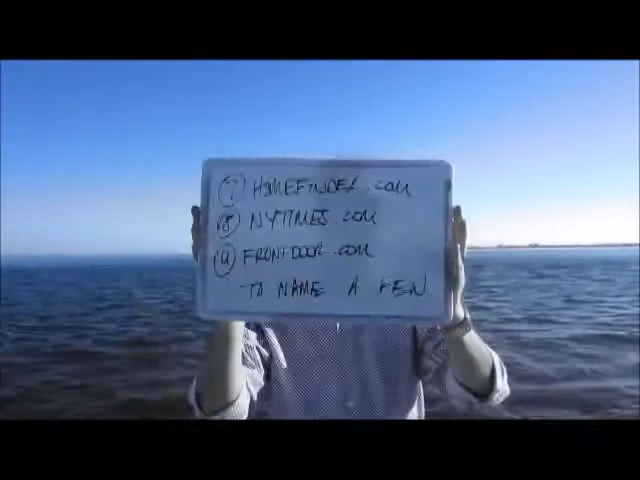 7 HOMEFINDER.COM
8 NYTIMES.COM
9 FRONTDOOR.COM
TO NAME A FEW